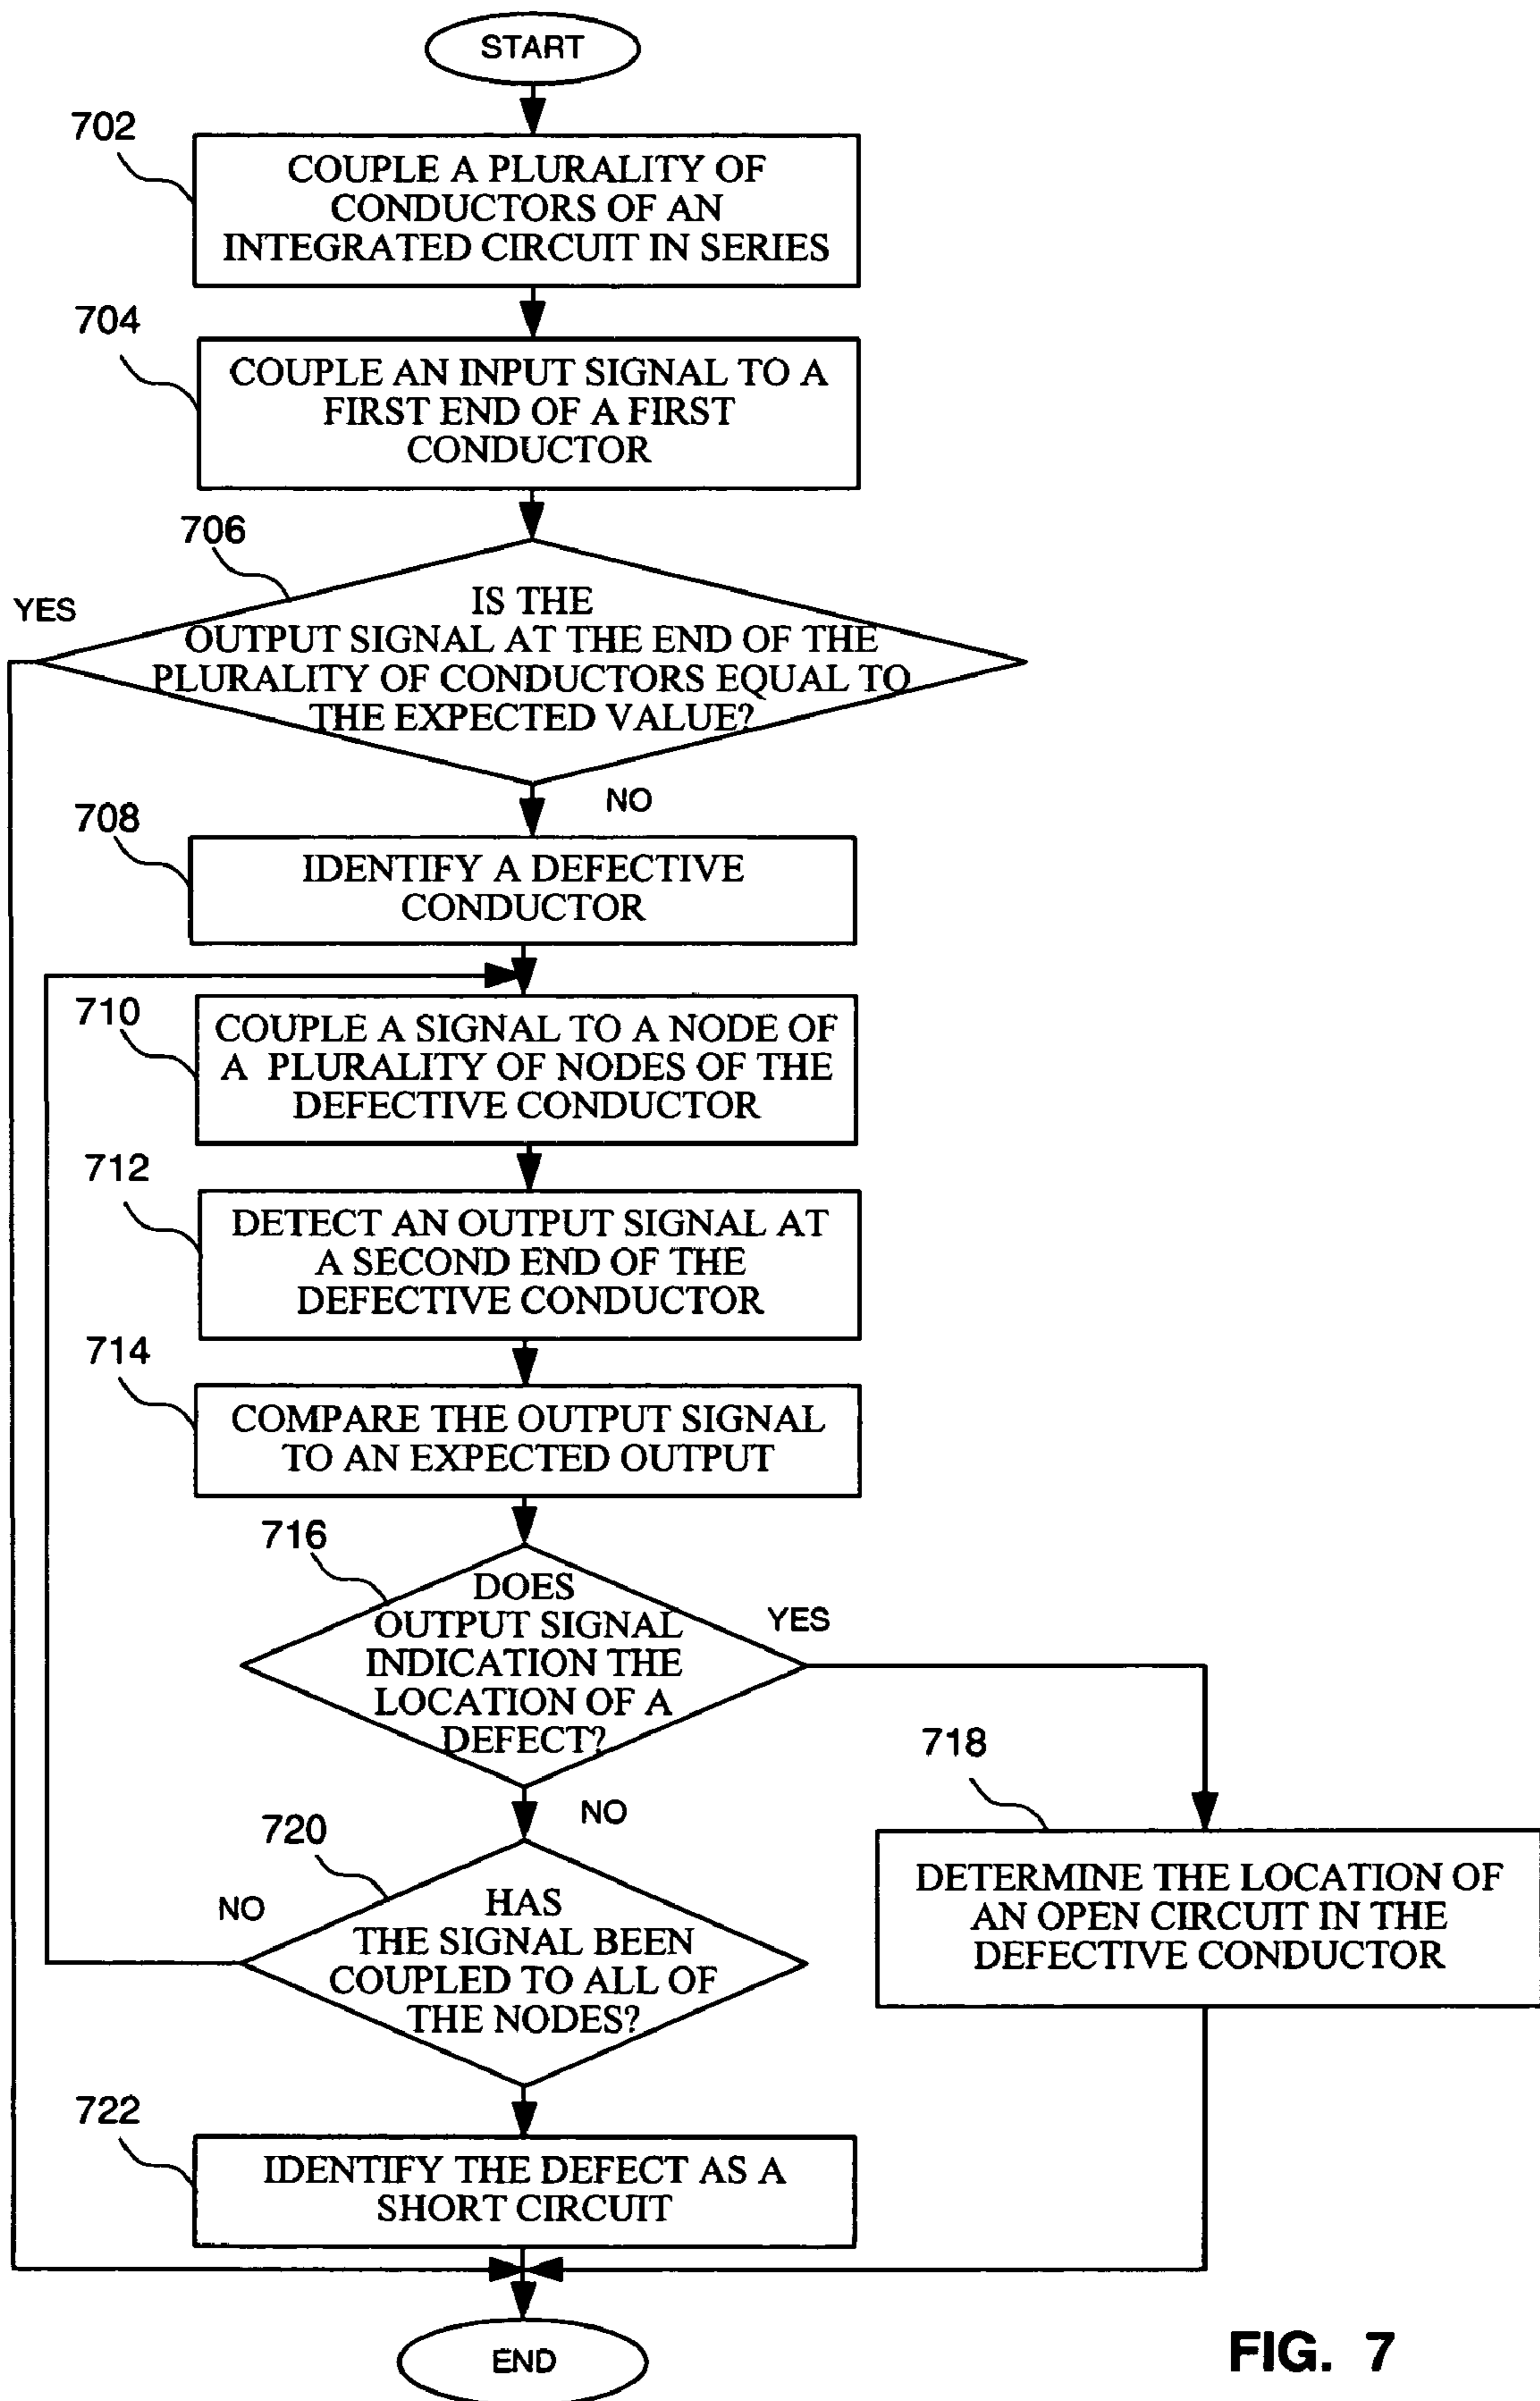 START
702
COUPLE A PLURALITY OF
CONDUCTORS OF AN
INTEGRATED CIRCUIT IN SERIES
704
COUPLE AN INPUT SIGNAL TO A
FIRST END OF A FIRST
CONDUCTOR
706
YES
IS THE
OUTPUT SIGNAL AT THE END OF THE
PLURALITY OF CONDUCTORS EQUAL TO
THE EXPECTED VALUE?
NO
708
IDENTIFY A DEFECTIVE
CONDUCTOR
710
COUPLE A SIGNAL TO A NODE OF
A PLURALITY OF NODES OF THE
DEFECTIVE CONDUCTOR
712
DETECT AN OUTPUT SIGNAL AT
A SECOND END OF THE
DEFECTIVE CONDUCTOR
714
COMPARE THE OUTPUT SIGNAL
TO AN EXPECTED OUTPUT
716
DOES
OUTPUT SIGNAL
INDICATION THE
LOCATION OF A
DEFECT?
YES
NO
718
DETERMINE THE LOCATION OF
AN OPEN CIRCUIT IN THE
DEFECTIVE CONDUCTOR
720
NO
HAS
THE SIGNAL BEEN
COUPLED TO ALL OF
THE NODES?
722
IDENTIFY THE DEFECT AS A
SHORT CIRCUIT
END
FIG. 7